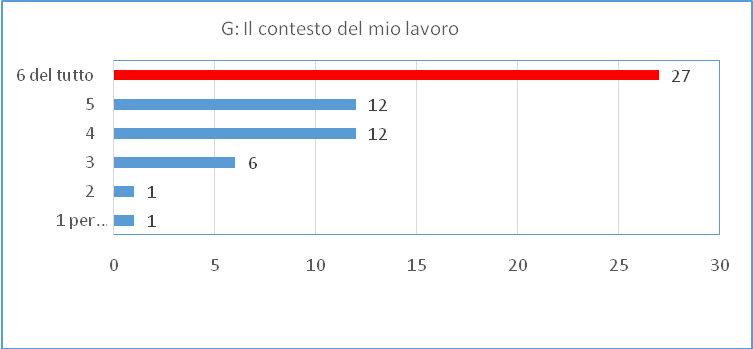 G: Il contesto del mio lavoro
6 del tutto 27
5 12
4 12
3 6
2 1
1 per... 1
0 5 10 15 20 25 30